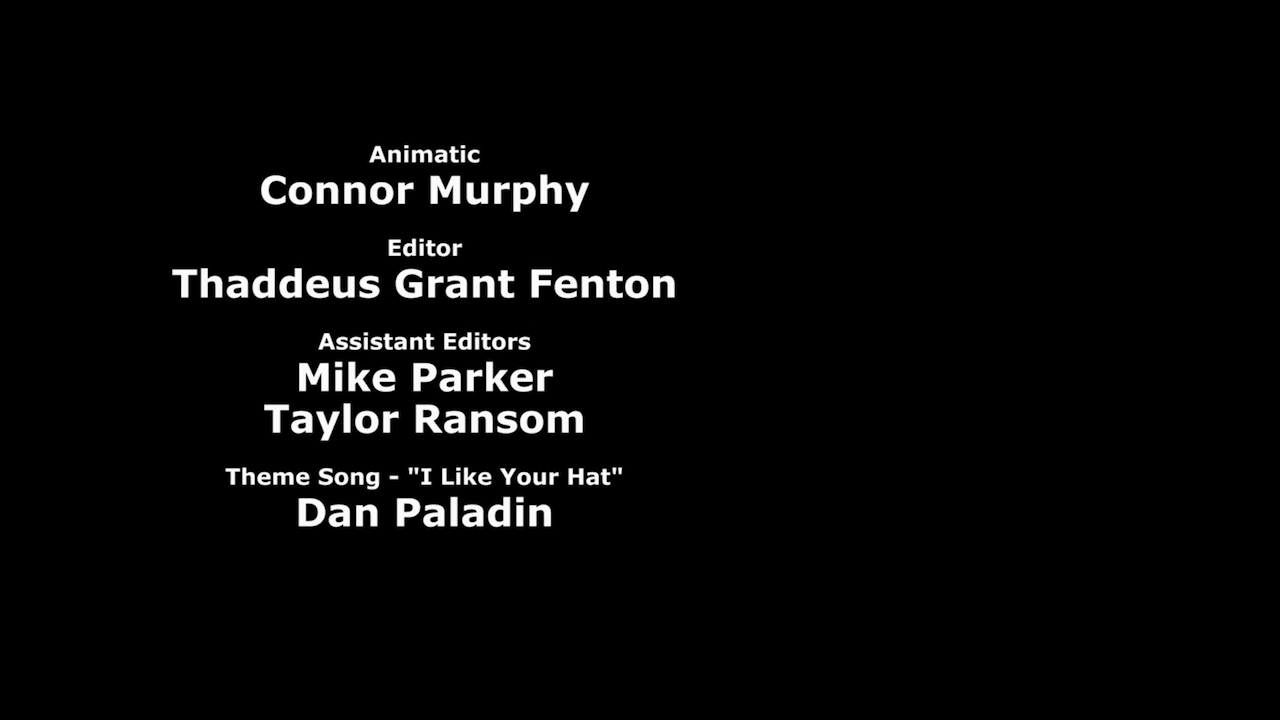 Animatic
Connor Murphy
Editor
Thaddeus Grant Fenton
Assistant Editors
Mike Parker
Taylor Ransom
Theme Song - "I Like Your Hat"
Dan Paladin